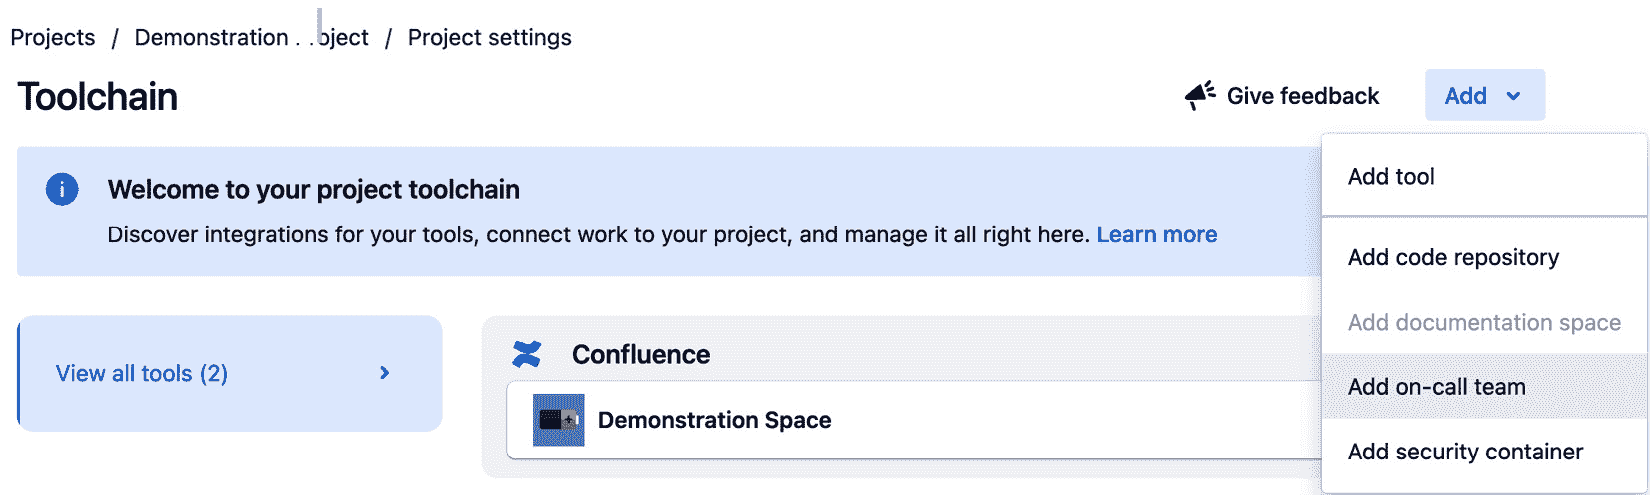 Projects / Demonstration / Project settings
Toolchain
Give feedback
Add
Welcome to your project toolchain
Discover integrations for your tools, connect work to your project, and manage it all right here. Learn more
View all tools (2)
Confluence
Demonstration Space
Add tool
Add code repository
Add documentation space
Add on-call team
Add security container